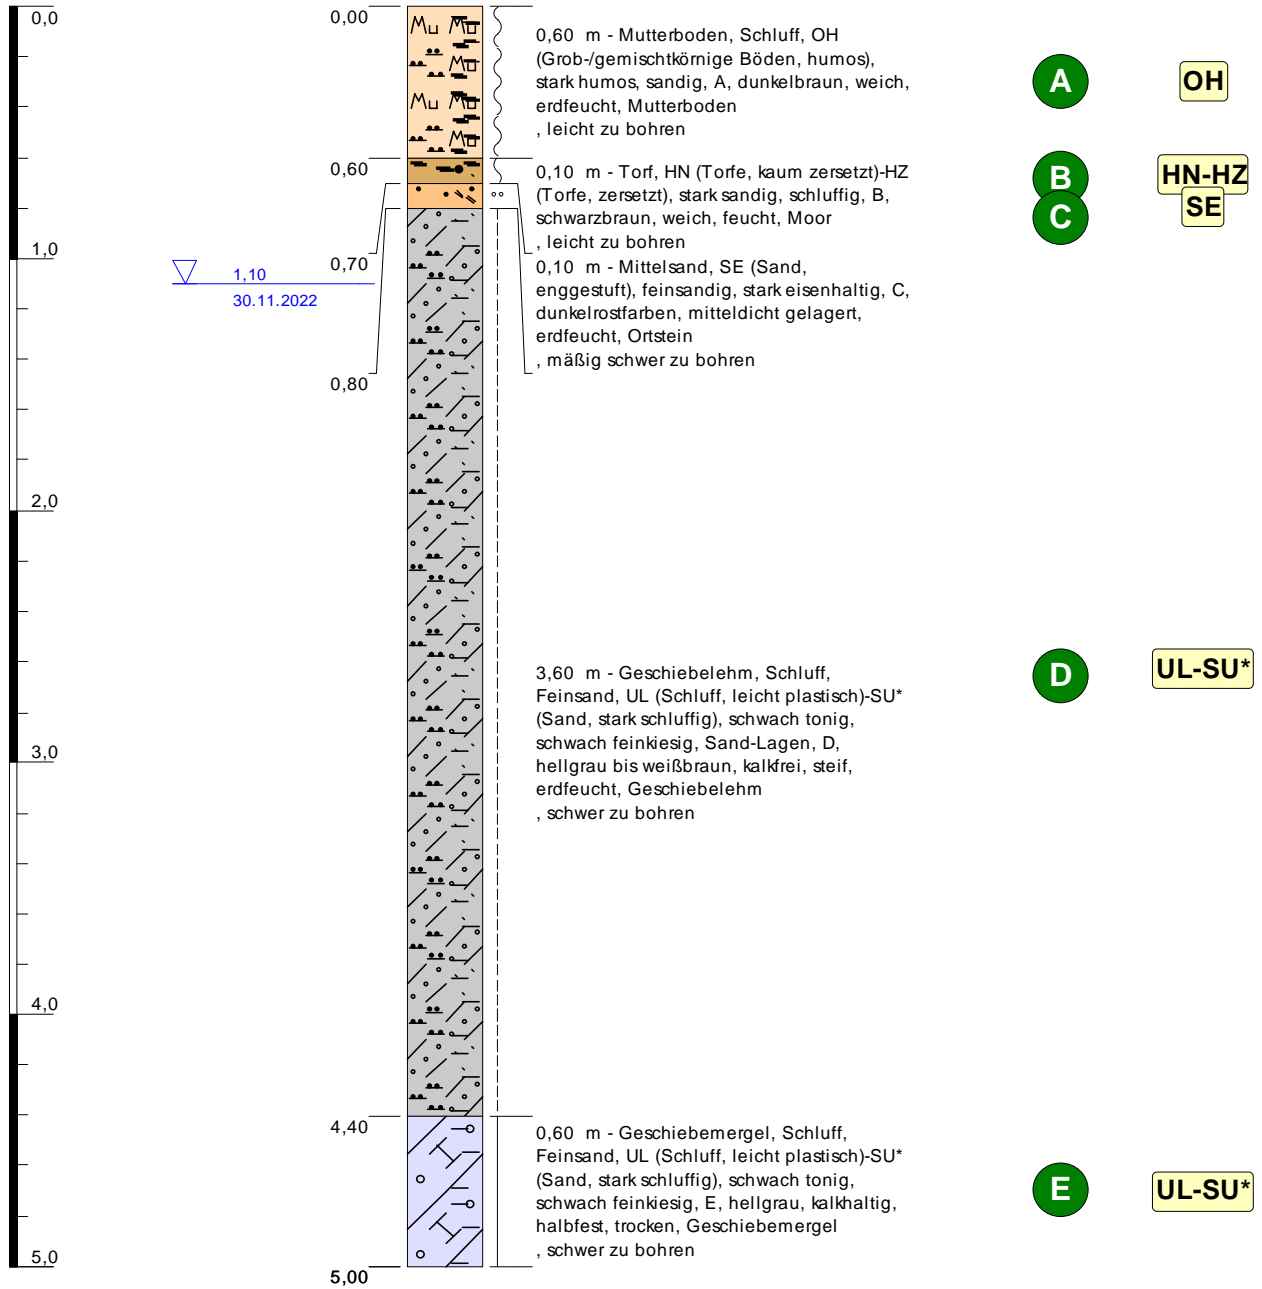 0,0
1,0
2,0
3,0
4,0
5,0
1,10
30.11.2022
0,00
0,60
0,70
0,80
4,40
5,00
0,60 m - Mutterboden, Schluff, OH
(Grob-/gemischtkörnige Böden, humos),
stark humos, sandig, A, dunkelbraun, weich,
erdfeucht, Mutterboden
, leicht zu bohren
A
OH
0,10 m - Torf, HN (Torfe, kaum zersetzt)-HZ
(Torfe, zersetzt), stark sandig, schluffig, B,
schwarzbraun, weich, feucht, Moor
, leicht zu bohren
B
HN-HZ
0,10 m - Mittelsand, SE (Sand,
enggestuft), feinsandig, stark eisenhaltig, C,
dunkelrostfarben, mitteldicht gelagert,
erdfeucht, Ortstein
, mäßig schwer zu bohren
C
SE
3,60 m - Geschiebelehm, Schluff,
Feinsand, UL (Schluff, leicht plastisch)-SU*
(Sand, stark schluffig), schwach tonig,
schwach feinkiesig, Sand-Lagen, D,
hellgrau bis weißbraun, kalkfrei, steif,
erdfeucht, Geschiebelehm
, schwer zu bohren
D
UL-SU*
0,60 m - Geschiebemergel, Schluff,
Feinsand, UL (Schluff, leicht plastisch)-SU*
(Sand, stark schluffig), schwach tonig,
schwach feinkiesig, E, hellgrau, kalkhaltig,
halbfest, trocken, Geschiebemergel
, schwer zu bohren
E
UL-SU*
Mu Mu
Mu
Mu Mu
Mu